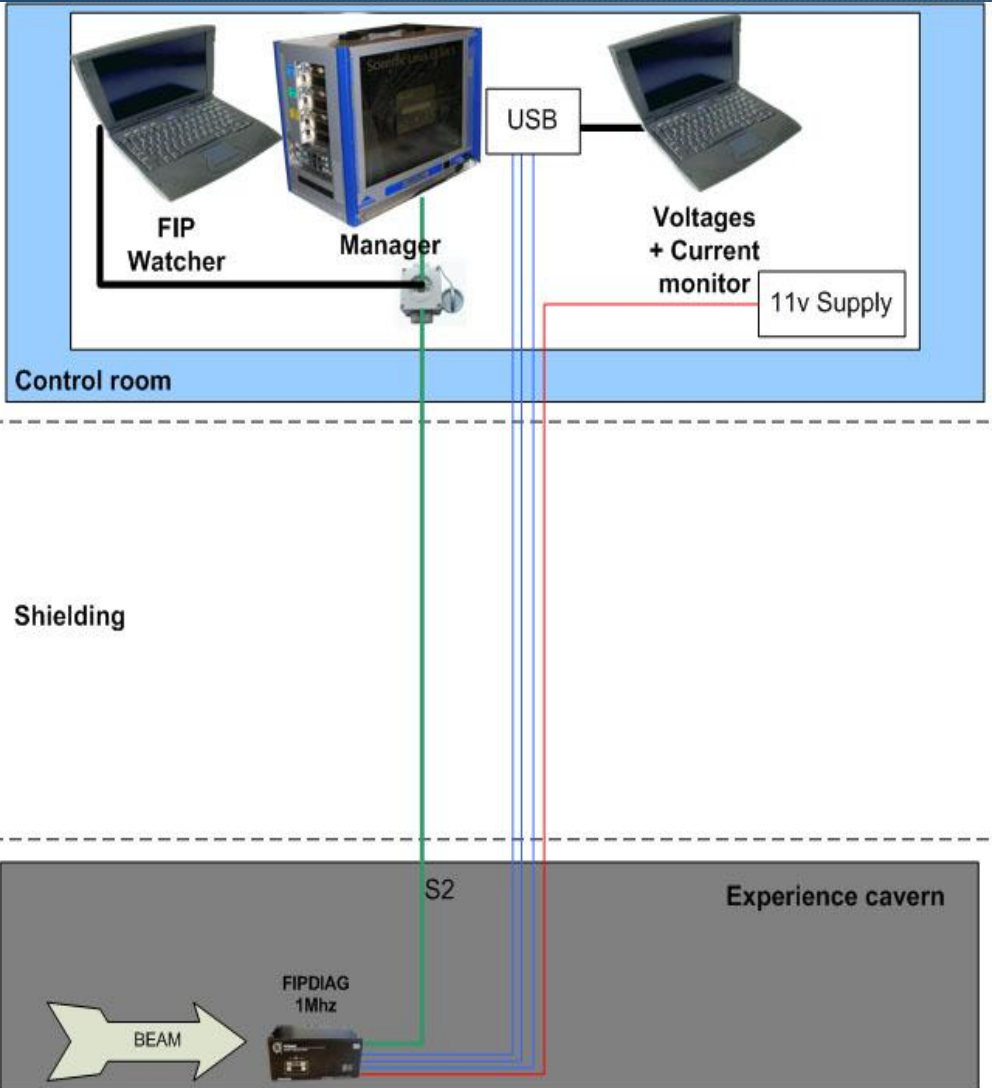 USB
FIP
Watcher
Manager
Voltages
+ Current
monitor
11v Supply
Control room
Shielding
S2
Experience cavern
FIPDIAG
1Mhz
BEAM